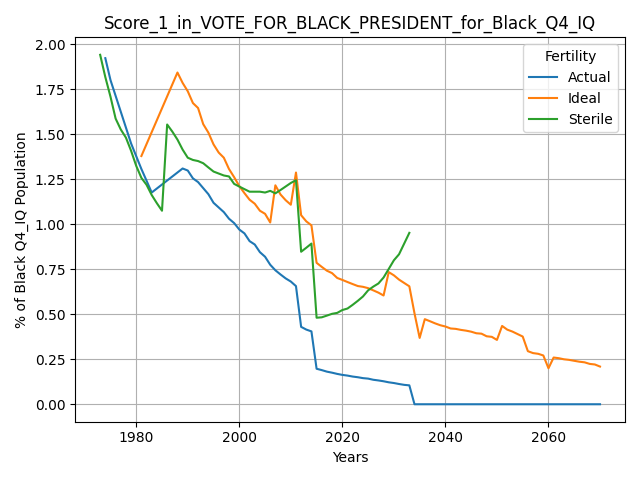 Score_1_in_VOTE_FOR_BLACK_PRESIDENT_for_Black_Q4_IQ
Fertility
Actual
Ideal
Sterile
% of Black Q4_IQ Population
2.00
1.75
1.50
1.25
1.00
0.75
0.50
0.25
0.00
1980
2000
2020
2040
2060
Years